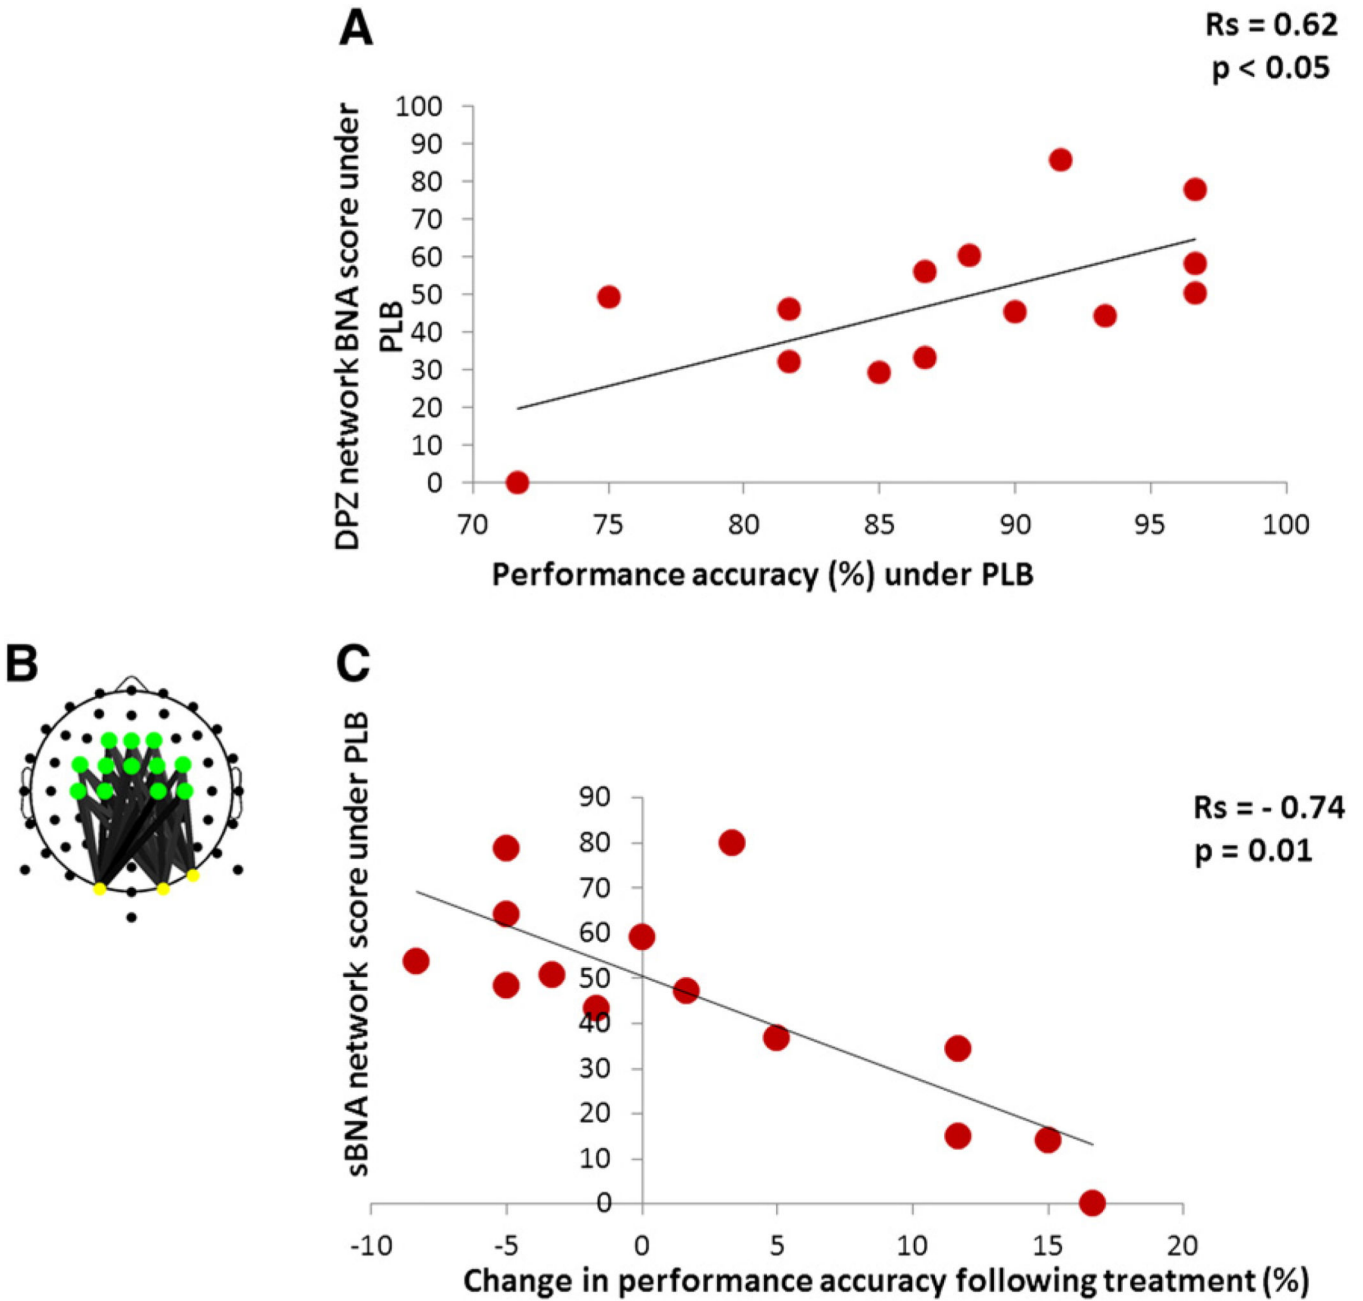 A
Rs = 0.62
p < 0.05
DPZ network BNA score under
PLB
100
90
80
70
60
50
40
30
20
10
0
70 75 80 85 90 95 100
Performance accuracy (%) under PLB
B
C
Rs = - 0.74
p = 0.01
sBNA network score under PLB
90
80
70
60
50
40
30
20
10
0
-10 -5 0 5 10 15 20
Change in performance accuracy following treatment (%)